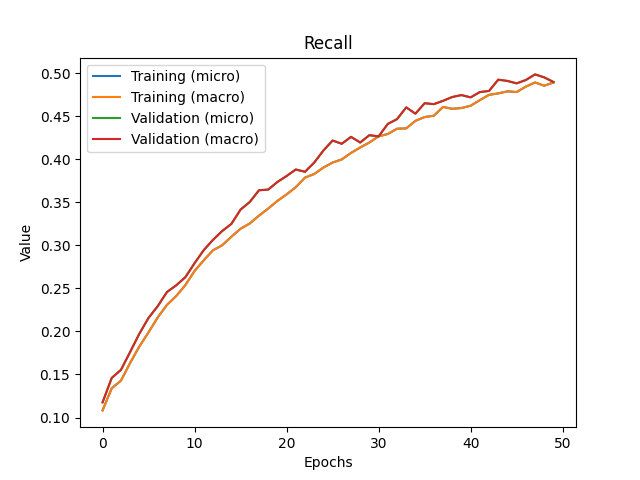 Recall
Training (micro)
Training (macro)
Validation (micro)
Validation (macro)
Value
0.50
0.45
0.40
0.35
0.30
0.25
0.20
0.15
0.10
0
10
20
30
40
50
Epochs